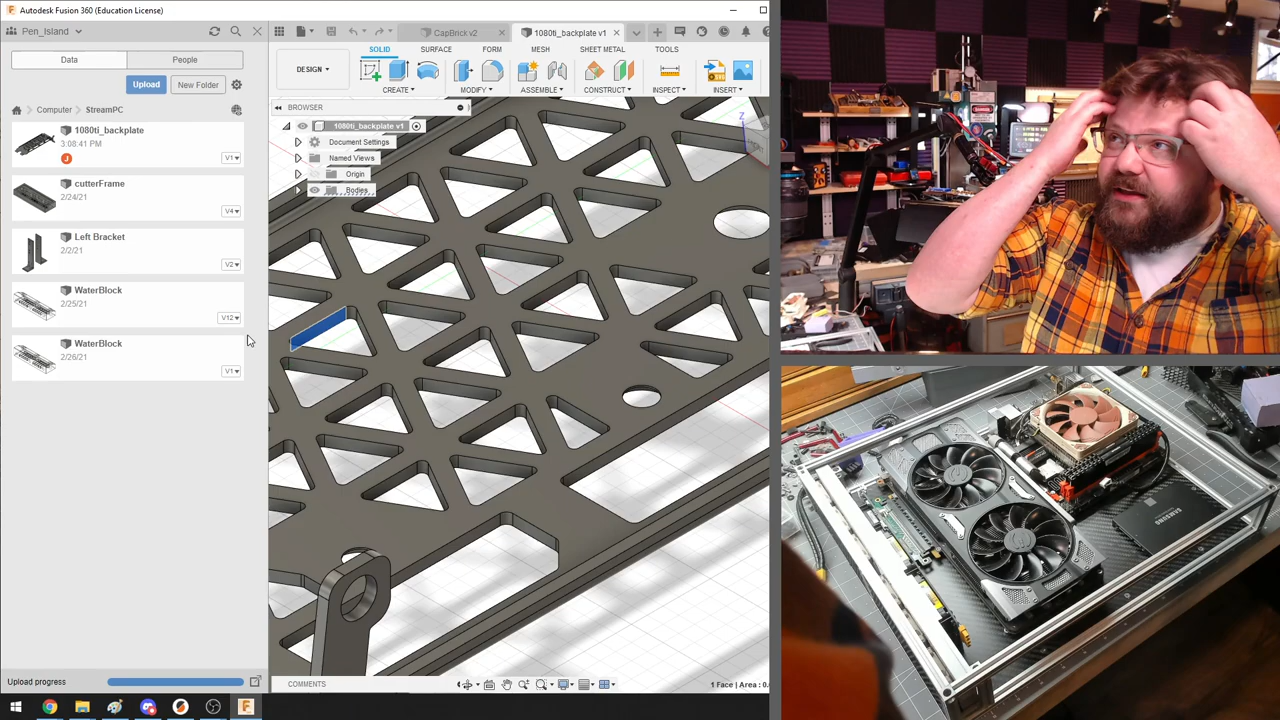 Autodesk Fusion 360 (Education License)
Pen_Island
CapBrick v2
1080ti_backplate v1
Data
People
SOLID
SURFACE
FORM
MESH
SHEET METAL
TOOLS
Upload
New Folder
DESIGN
CREATE
MODIFY
ASSEMBLE
CONSTRUCT
INSPECT
INSERT
Computer
StreamPC
BROWSER
1080ti_backplate v1
Document Settings
Named Views
Origin
Bodies
1080ti_backplate
3:08:41 PM
J
V1
cutterFrame
2/24/21
V4
Left Bracket
2/2/21
V2
WaterBlock
2/25/21
V12
WaterBlock
2/26/21
V1
Z
SAMSUNG
Upload progress
COMMENTS
1 Face | Area : 0.